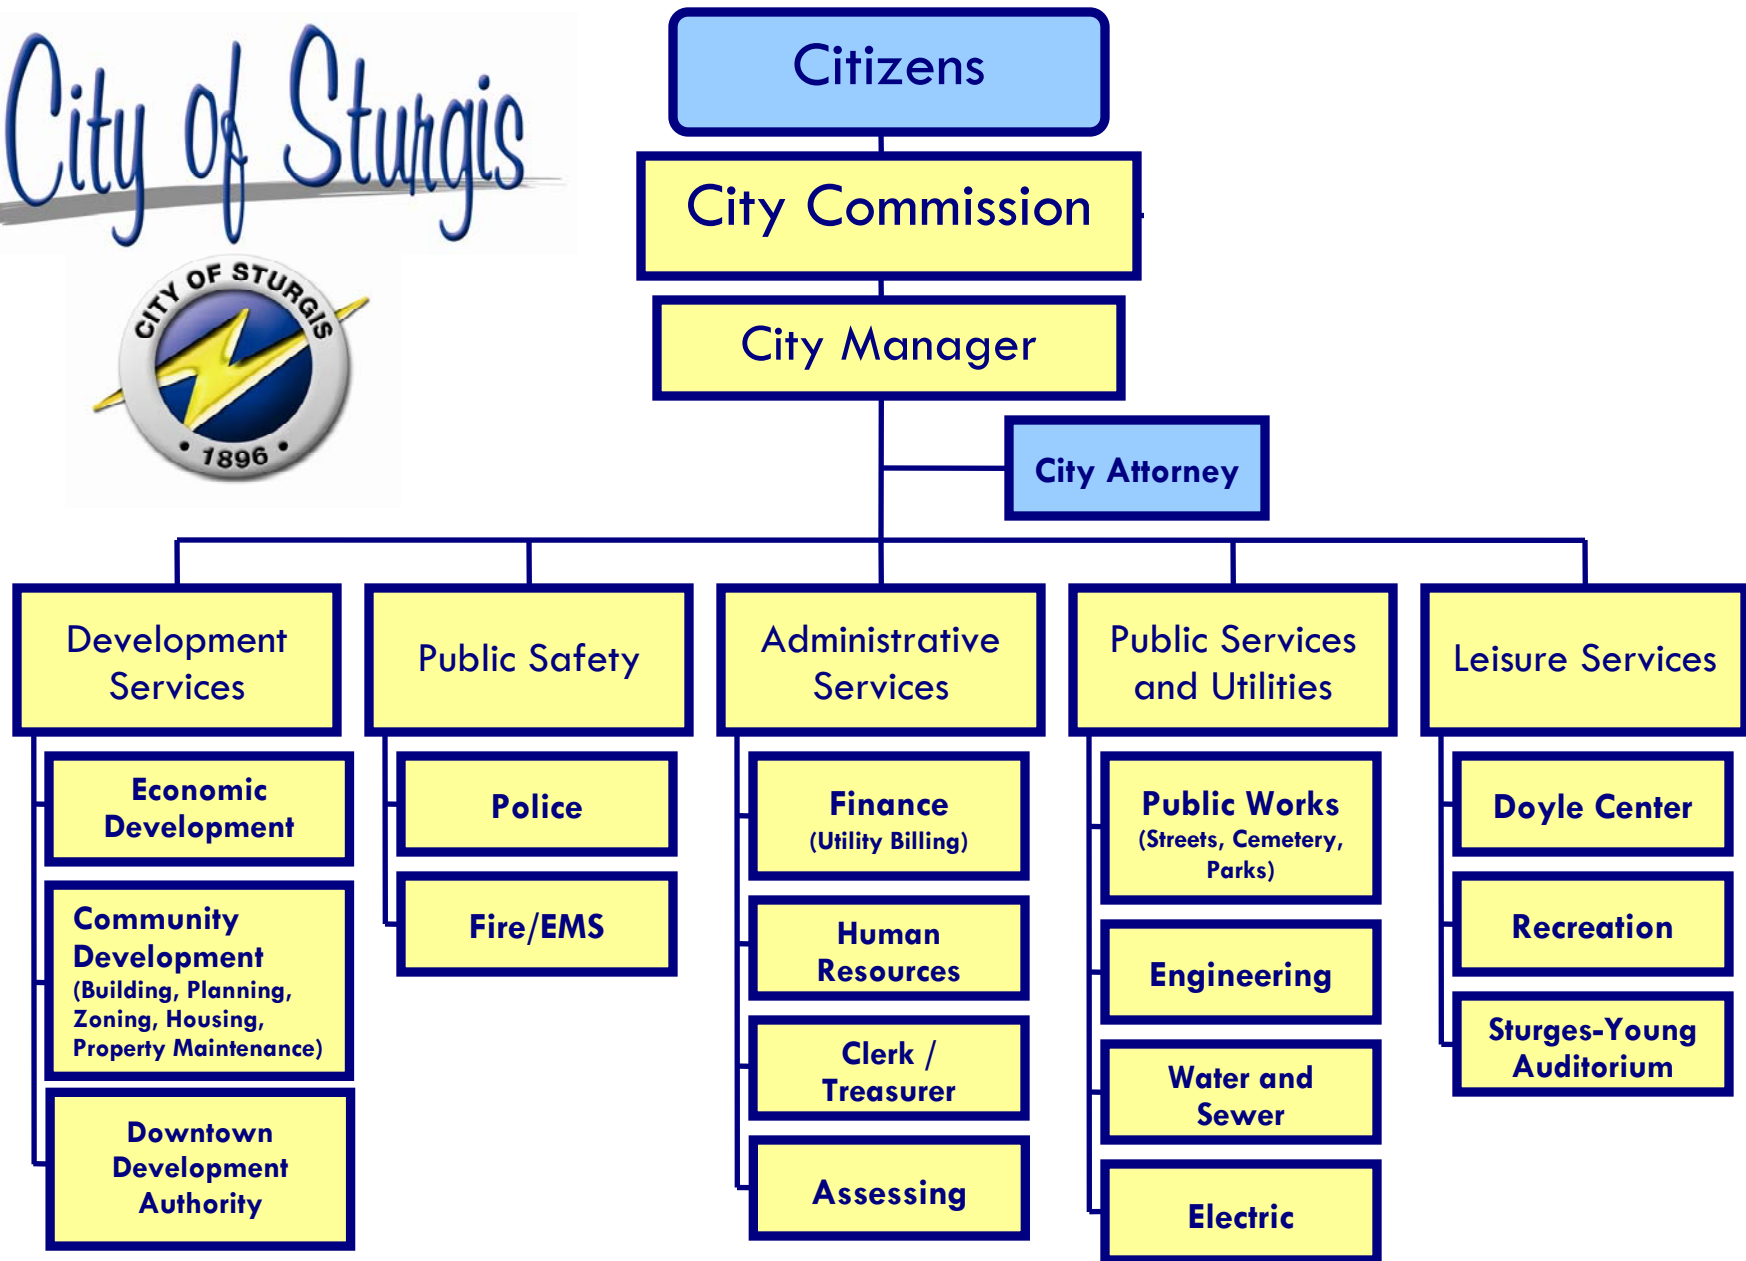 City of Sturgis
CITY OF STURGIS
• 1896 •
Citizens
City Commission
City Manager
City Attorney
Development
Services
Economic
Development
Community
Development
(Building, Planning,
Zoning, Housing,
Property Maintenance)
Downtown
Development
Authority
Public Safety
Police
Fire/EMS
Administrative
Services
Finance
(Utility Billing)
Human
Resources
Clerk /
Treasurer
Assessing
Public Services
and Utilities
Public Works
(Streets, Cemetery,
Parks)
Engineering
Water and
Sewer
Electric
Leisure Services
Doyle Center
Recreation
Sturges-Young
Auditorium